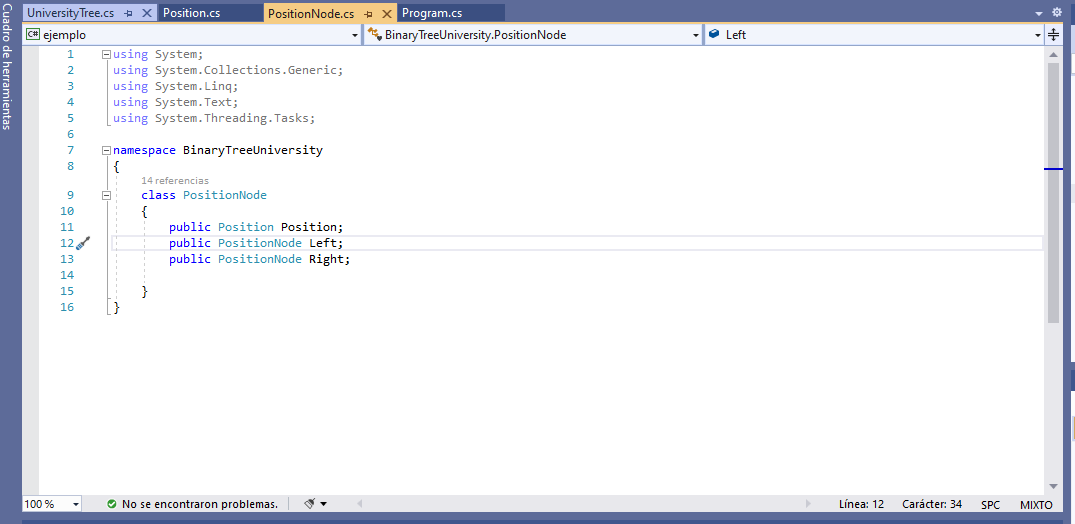 Cuadro de herramientas
UniversityTree.cs Position.cs PositionNode.cs Program.cs
C# ejemplo BinaryTreeUniversity.PositionNode Left
1 using System;
2 using System.Collections.Generic;
3 using System.Linq;
4 using System.Text;
5 using System.Threading.Tasks;
6
7 namespace BinaryTreeUniversity
8 {
14 referencias
9 class PositionNode
10 {
11 public Position Position;
12 public PositionNode Left;
13 public PositionNode Right;
14
15 }
16 }
100 % No se encontraron problemas. Línea: 12 Carácter: 34 SPC MIXTO